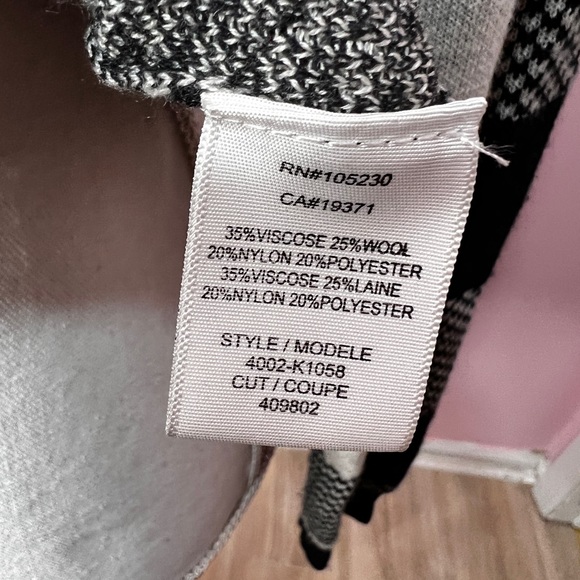 RN#105230
CA#19371
35%VISCOSE 25%WOOL
20%NYLON 20%POLYESTER
35%VISCOSE 25%LAINE
20%NYLON 20%POLYESTER
STYLE / MODELE
4002-K1058
CUT / COUPE
409802